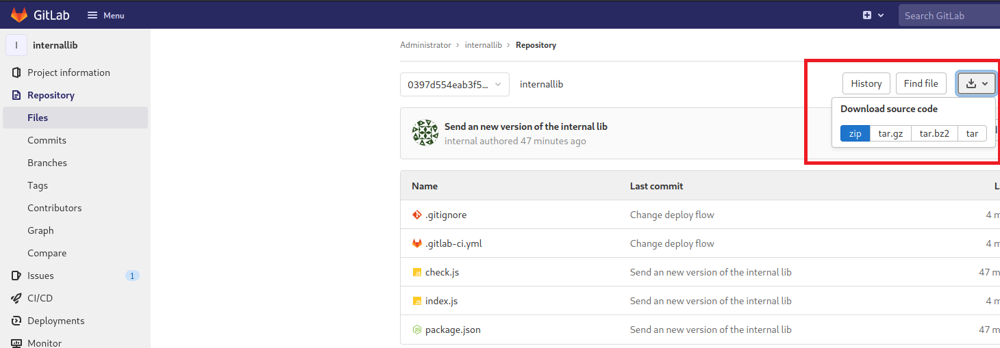 GitLab Menu Search GitLab
I internallib
Project information
Repository
Files
Commits
Branches
Tags
Contributors
Graph
Compare
Issues 1
CI/CD
Deployments
Monitor
Administrator › internallib › Repository
0397d554eab3f5... internallib History Find file
Download source code
zip tar.gz tar.bz2 tar
Send an new version of the internal lib
internal authored 47 minutes ago
Name Last commit L
.gitignore Change deploy flow 4 m
.gitlab-ci.yml Change deploy flow 4 m
JS check.js Send an new version of the internal lib 47 m
JS index.js Send an new version of the internal lib 4 m
package.json Send an new version of the internal lib 47 m